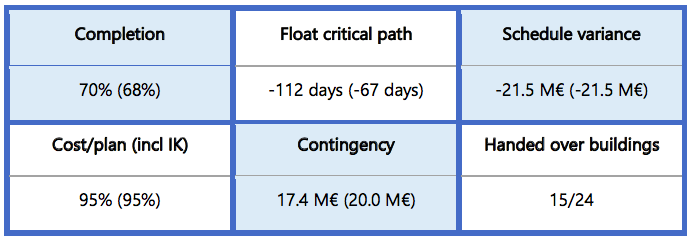 Completion
Float critical path
Schedule variance
70% (68%)
-112 days (-67 days)
-21.5 M€ (-21.5 M€)
Cost/plan (incl IK)
Contingency
Handed over buildings
95% (95%)
17.4 M€ (20.0 M€)
15/24